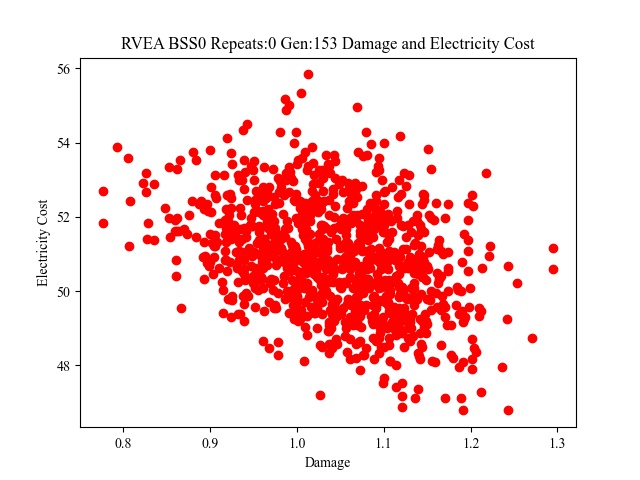 RVEA BSS0 Repeats:0 Gen:153 Damage and Electricity Cost
56
54
52
50
48
Electricity Cost
0.8 0.9 1.0 1.1 1.2 1.3
Damage